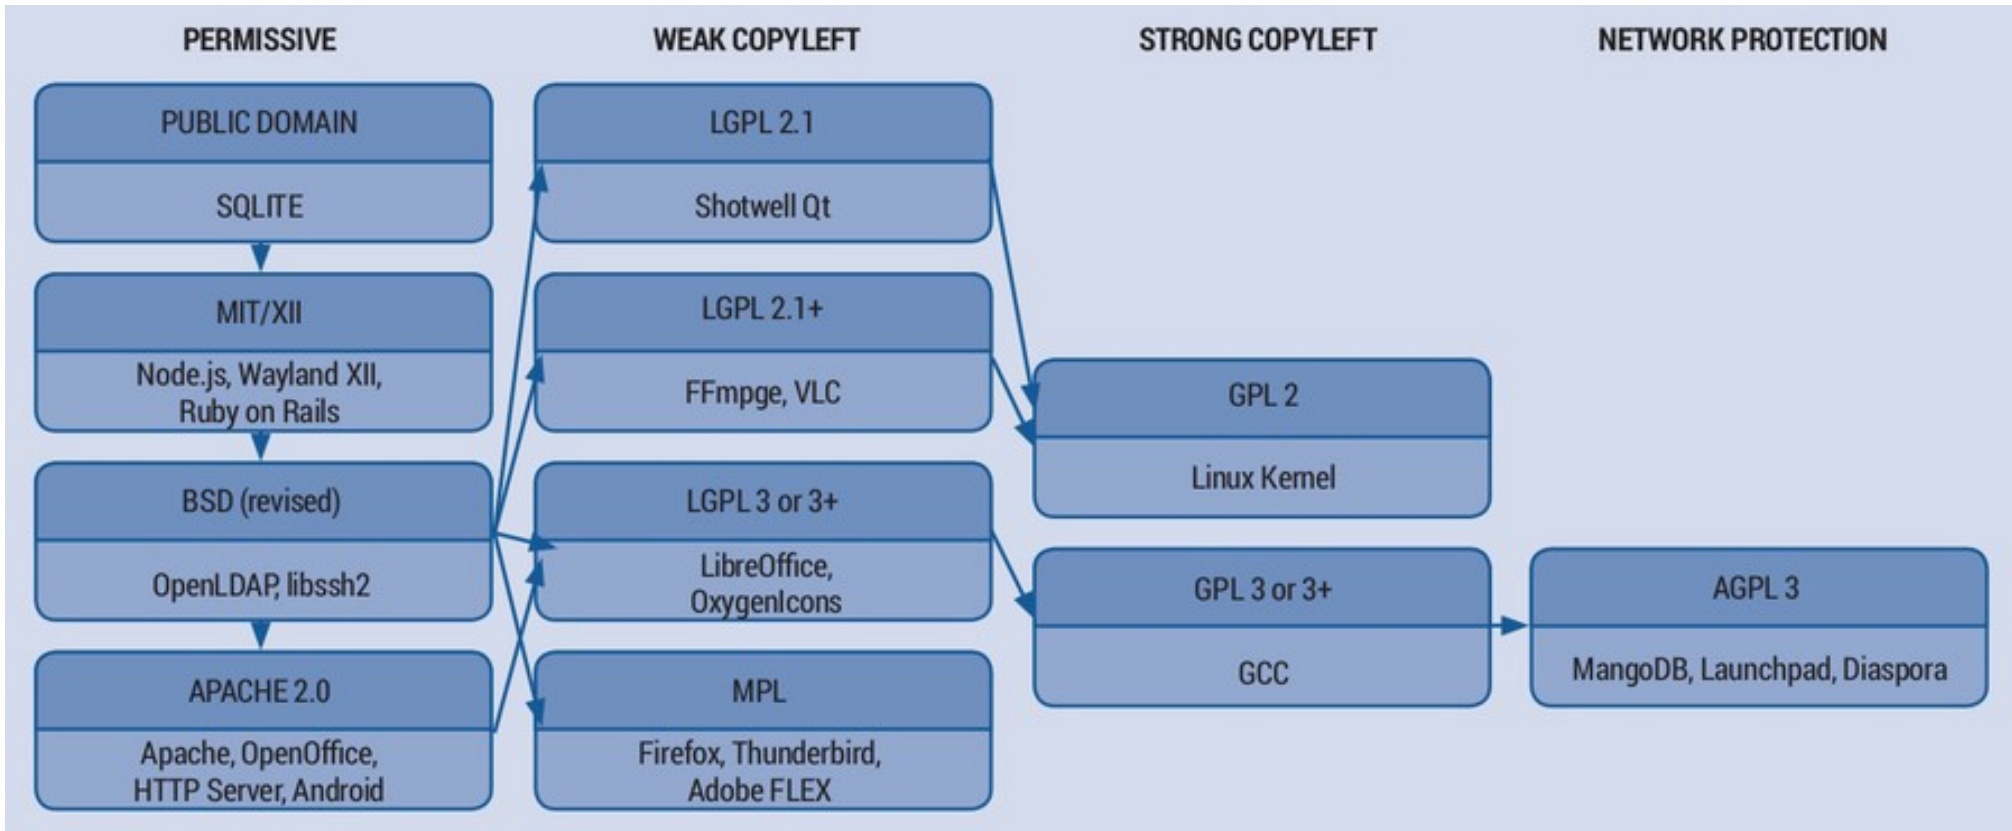 PERMISSIVE
WEAK COPYLEFT
STRONG COPYLEFT
NETWORK PROTECTION
PUBLIC DOMAIN
SQLITE
MIT/XII
Node.js, Wayland XII,
Ruby on Rails
BSD (revised)
OpenLDAP, libssh2
APACHE 2.0
Apache, OpenOffice,
HTTP Server, Android
LGPL 2.1
Shotwell Qt
LGPL 2.1+
FFmpge, VLC
LGPL 3 or 3+
LibreOffice,
OxygenIcons
MPL
Firefox, Thunderbird,
Adobe FLEX
GPL 2
Linux Kernel
GPL 3 or 3+
GCC
AGPL 3
MangoDB, Launchpad, Diaspora